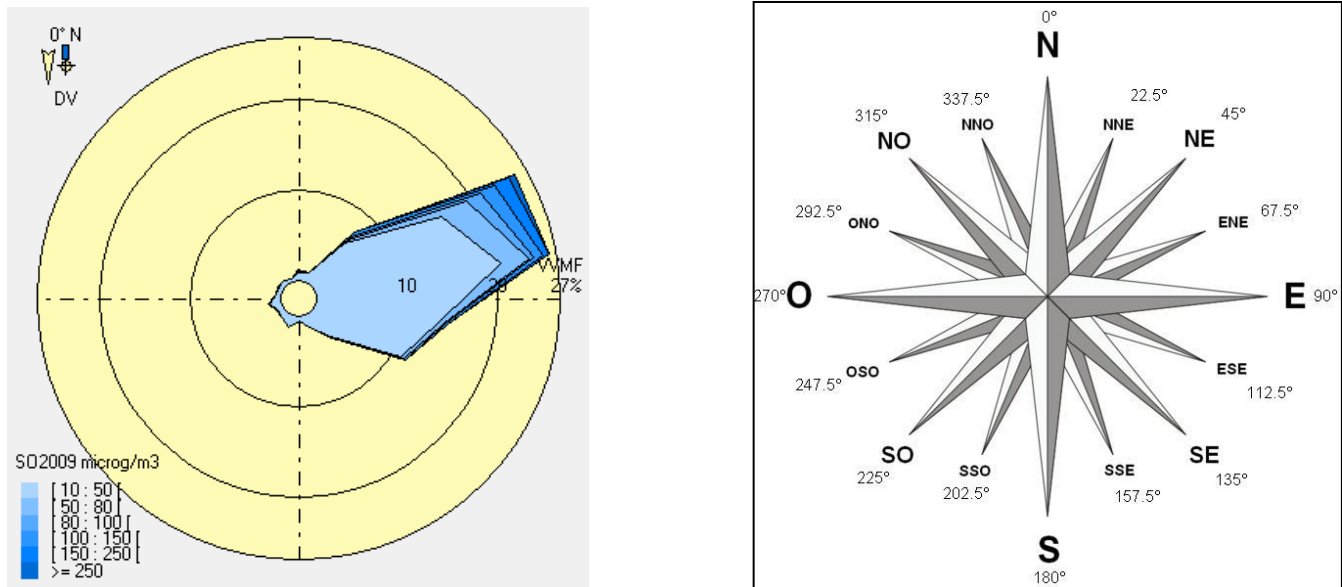 0° N
DV
10
VVMF
27%
SO2009 microg/m3
[ 10 : 50 [
[ 50 : 80 [
[ 80 : 100 [
[ 100 : 150 [
[ 150 : 250 [
>= 250
0°
N
337.5°
22.5°
315°
NNO
NNE
45°
NO
NE
292.5°
ONO
ENE
67.5°
270°
O
E
90°
247.5°
OSO
ESE
112.5°
SO
SE
225°
SSO
SSE
135°
202.5°
157.5°
S
180°